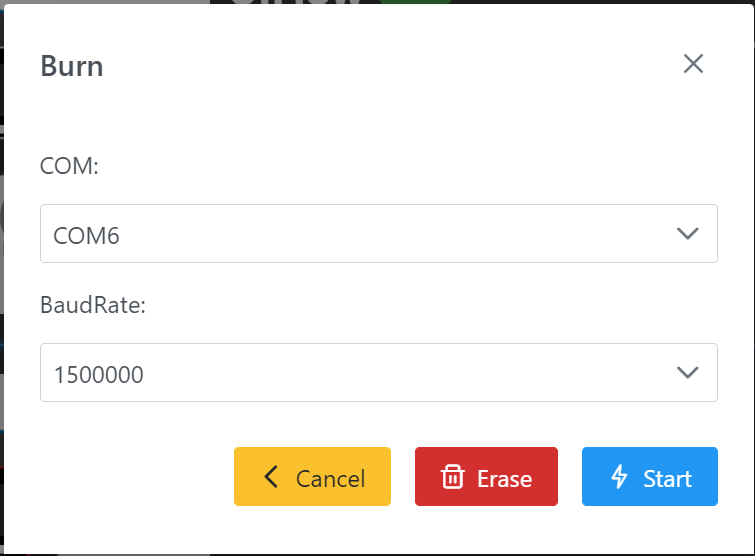 Burn
COM:
COM6
BaudRate:
1500000
Cancel
Erase
Start